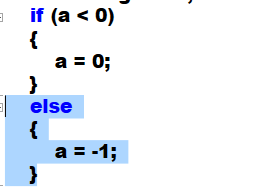 if (a < 0)
{
a = 0;
}
else
{
a = -1;
}